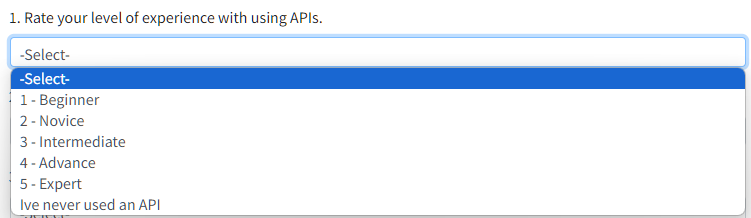 1. Rate your level of experience with using APIs.
-Select-
-Select-
1 - Beginner
2 - Novice
3 - Intermediate
4 - Advance
5 - Expert
Ive never used an API